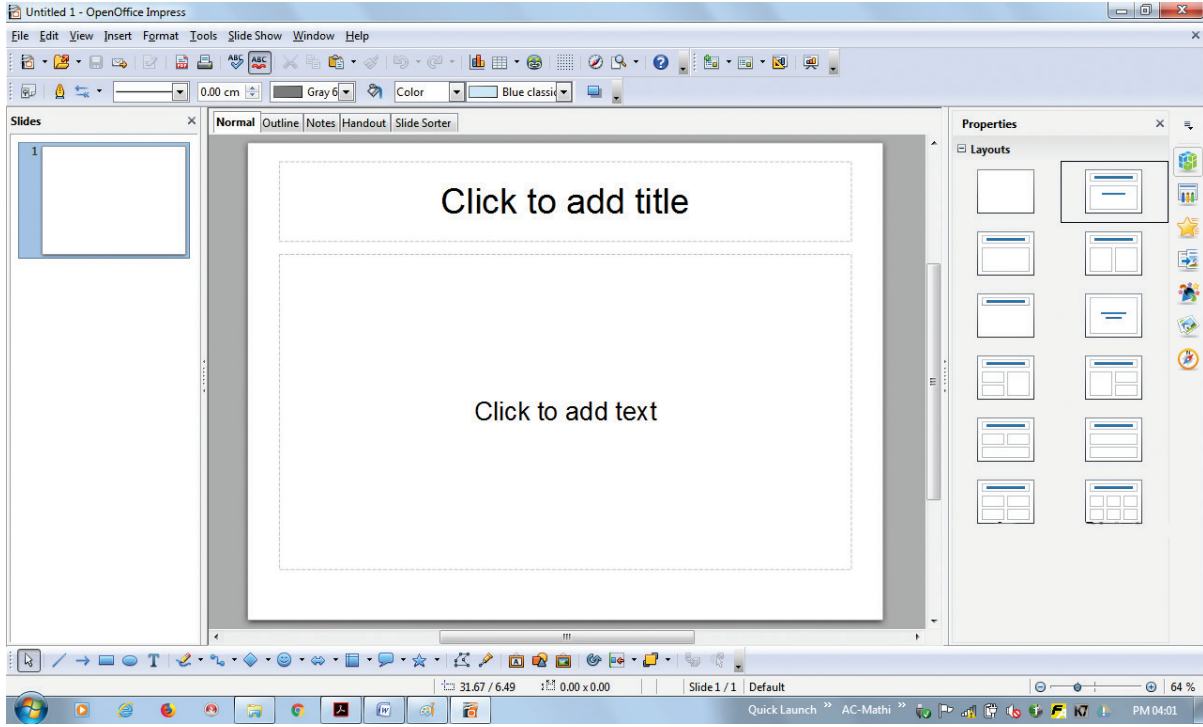 Untitled 1 - OpenOffice Impress
File Edit View Insert Format Tools Slide Show Window Help
ABC ABC
0.00 cm Gray 6 Color Blue classic
Slides
Normal Outline Notes Handout Slide Sorter
Properties
Layouts
1
Click to add title
Click to add text
T A
31.67 / 6.49 0.00 x 0.00 Slide 1 / 1 Default 64 %
W K7 Quick Launch » AC-Mathi » PM 04:01